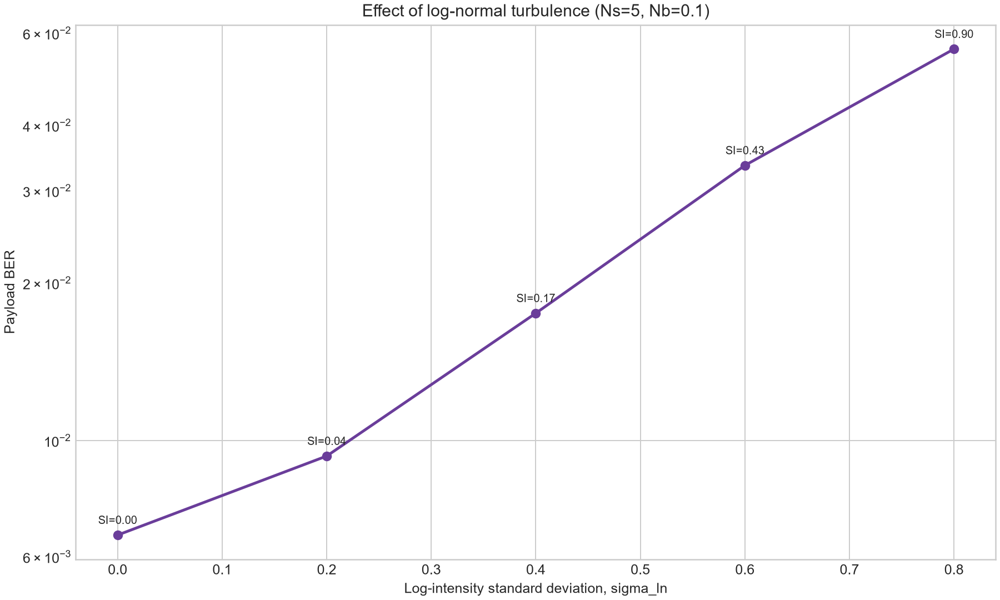 Effect of log-normal turbulence (Ns=5, Nb=0.1)
6 × 10⁻²
4 × 10⁻²
3 × 10⁻²
2 × 10⁻²
10⁻²
6 × 10⁻³
Payload BER
SI=0.00
SI=0.04
SI=0.17
SI=0.43
SI=0.90
0.0 0.1 0.2 0.3 0.4 0.5 0.6 0.7 0.8
Log-intensity standard deviation, sigma_ln